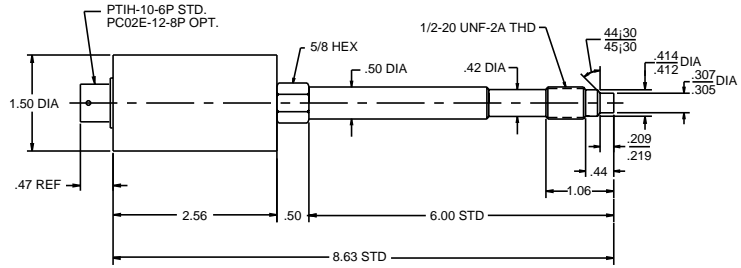 PTIH-10-6P STD.
PC02E-12-8P OPT.
5/8 HEX
1/2-20 UNF-2A THD
44¡30
45¡30
.414
.412
DIA
.307
.305
DIA
.50 DIA
.42 DIA
1.50 DIA
.209
.219
.44
.47 REF
1.06
2.56
.50
6.00 STD
8.63 STD